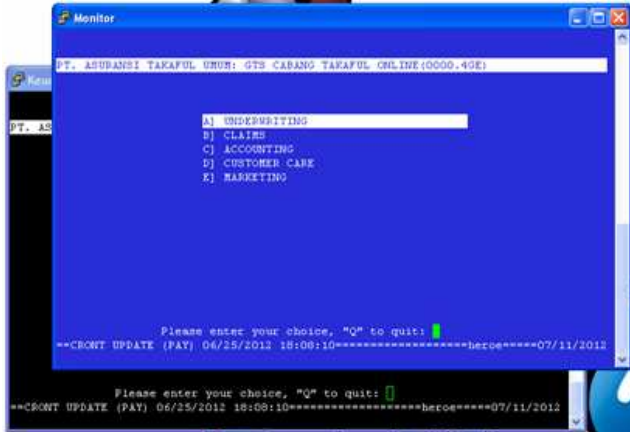 Monitor
PT. ASURANSI TAKAFUL UMUM: GTS CABANG TAKAFUL ONLINE(0000.4GE)
PT. AS
A] UNDERWRITING
B] CLAIMS
C] ACCOUNTING
D] CUSTOMER CARE
E] MARKETING
Please enter your choice, "Q" to quit:
==CRONT UPDATE (PAY) 06/25/2012 18:08:10===================heroe=====07/11/2012
Please enter your choice, "Q" to quit:
==CRONT UPDATE (PAY) 06/25/2012 18:08:10===================heroe=====07/11/2012